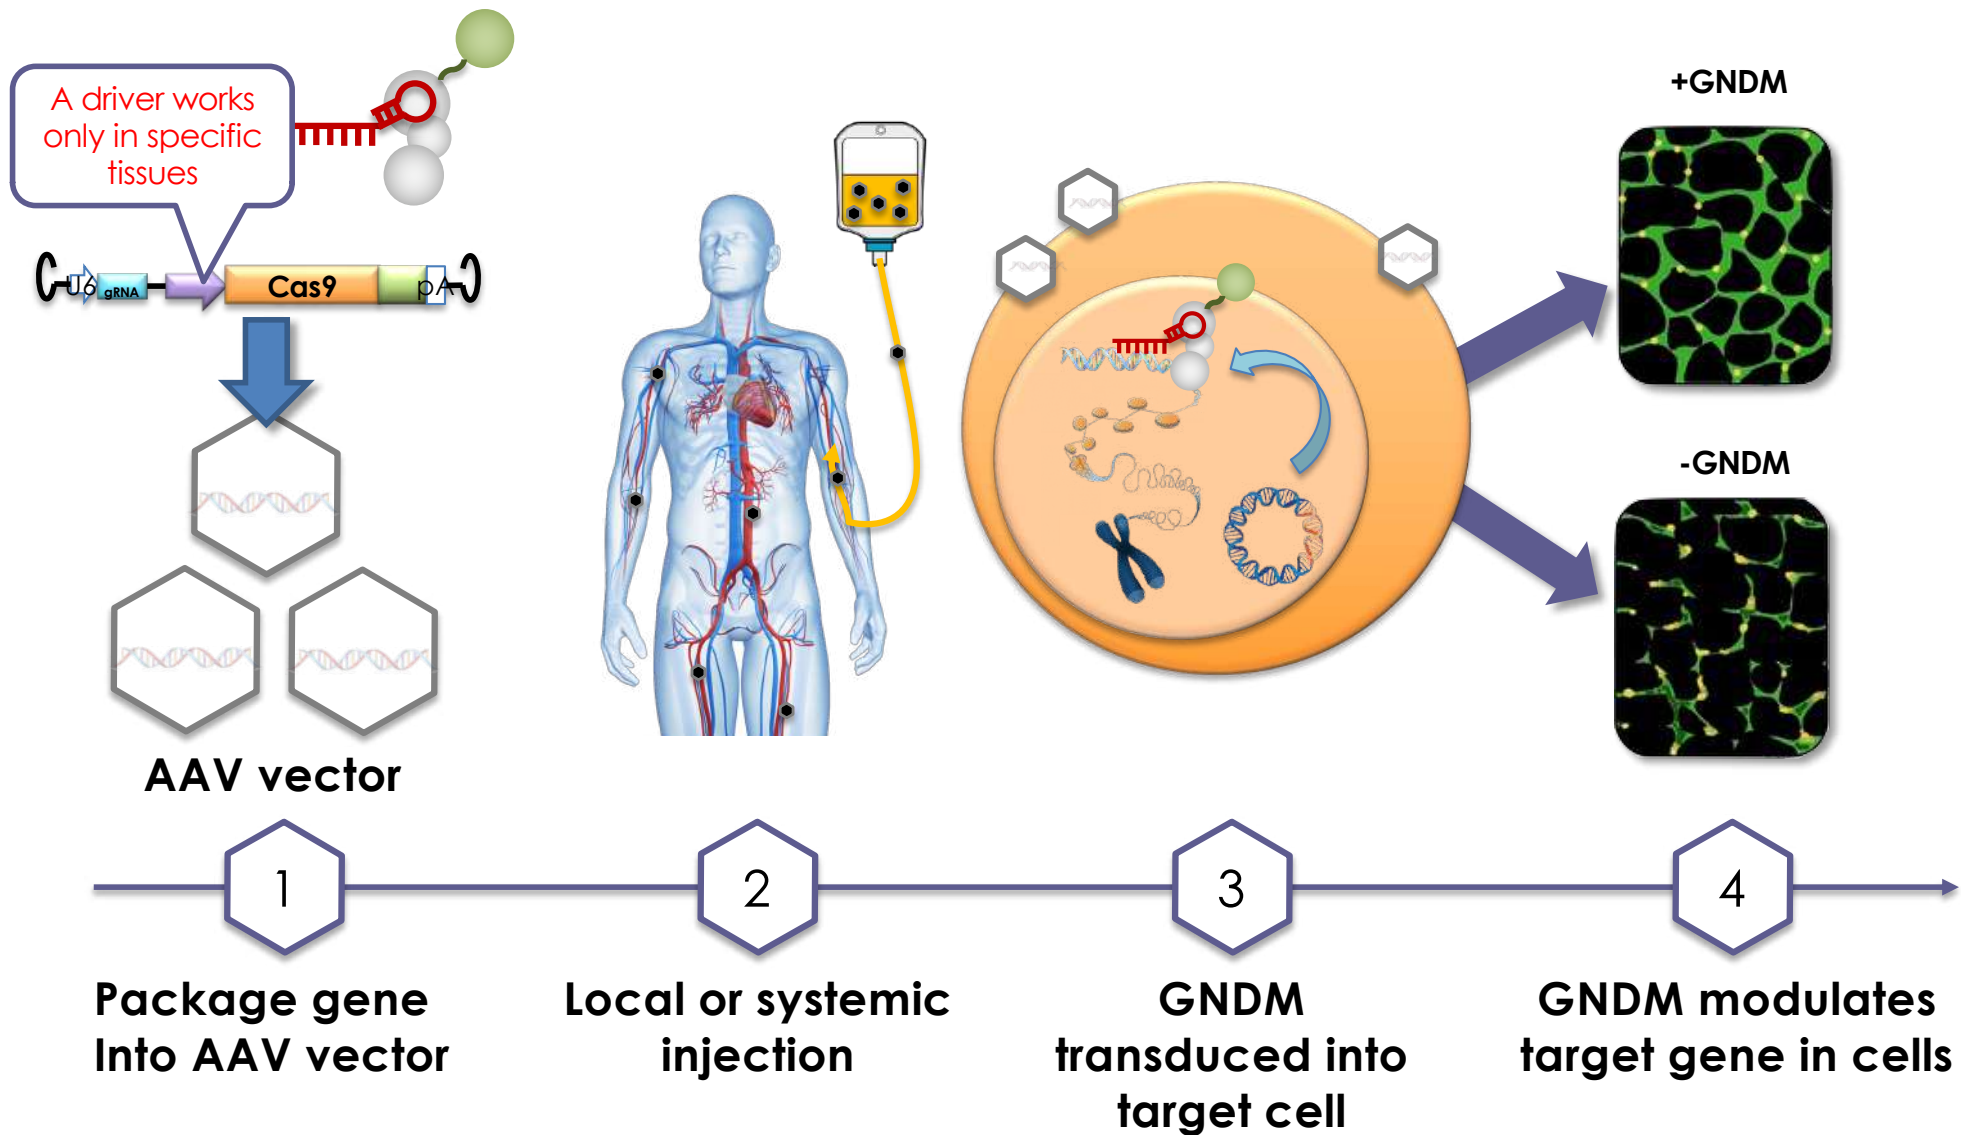 A driver works
only in specific
tissues
U6
gRNA
Cas9
pA
AAV vector
+GNDM
-GNDM
1
2
3
4
Package gene
Into AAV vector
Local or systemic
injection
GNDM
transduced into
target cell
GNDM modulates
target gene in cells